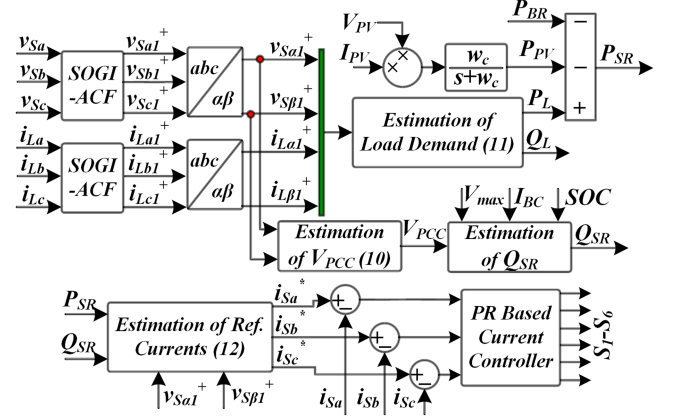 v_Sa
v_Sb
v_Sc
SOGI
-ACF
v_Sa1^+
v_Sb1^+
v_Sc1^+
abc
αβ
v_Sα1^+
v_Sβ1^+
i_La
i_Lb
i_Lc
SOGI
-ACF
i_La1^+
i_Lb1^+
i_Lc1^+
abc
αβ
i_Lα1^+
i_Lβ1^+
V_PV
I_PV
×
×
w_c
s+w_c
P_BR
P_PV
P_L
−
−
+
P_SR
Estimation of
Load Demand (11)
Q_L
Estimation
of V_PCC (10)
V_PCC
V_max
I_BC
SOC
Estimation
of Q_SR
Q_SR
P_SR
Q_SR
Estimation of Ref.
Currents (12)
v_Sα1^+
v_Sβ1^+
i_Sa^*
i_Sb^*
i_Sc^*
+
−
+
−
+
−
i_Sa
i_Sb
i_Sc
PR Based
Current
Controller
S_1-S_6